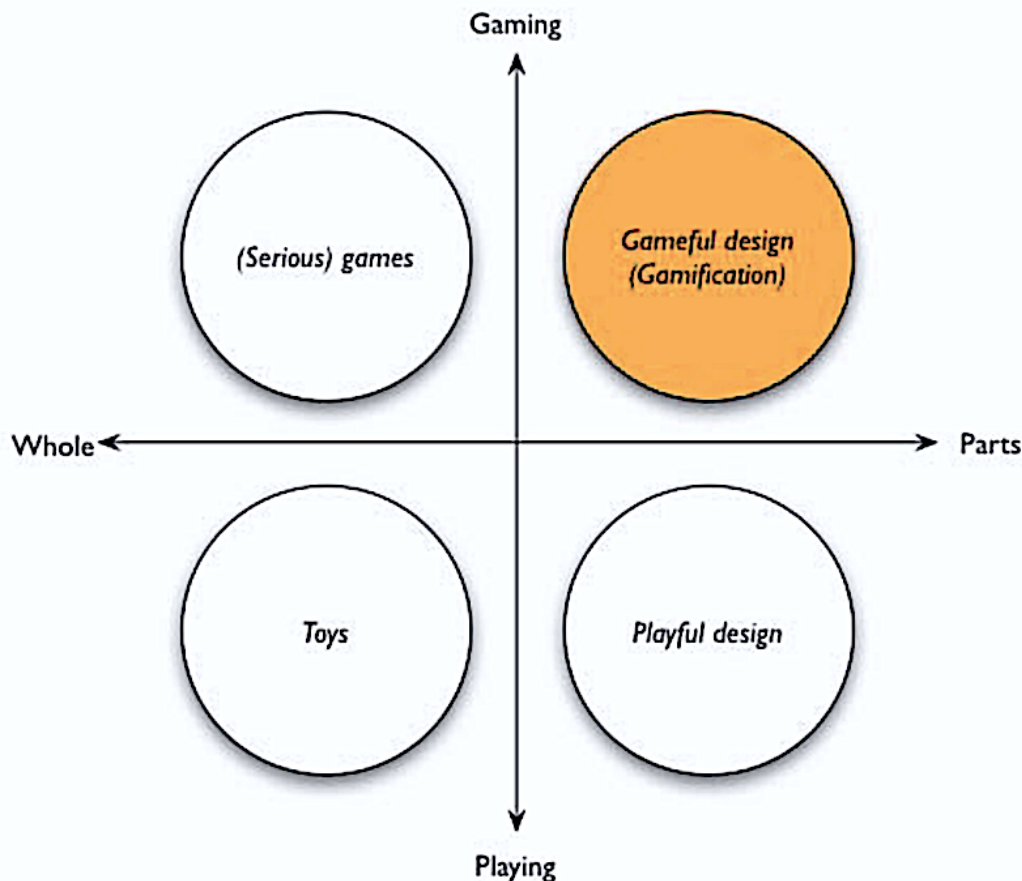 Gaming
(Serious) games
Gameful design
(Gamification)
Whole
Parts
Toys
Playful design
Playing